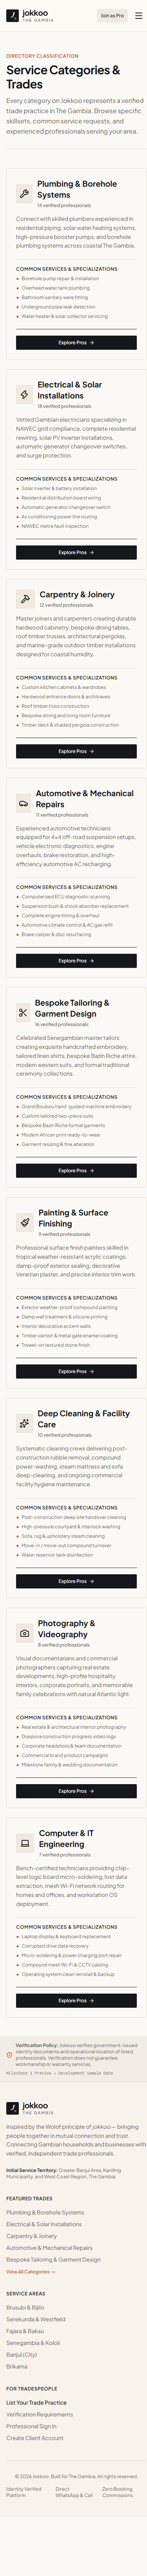 jokkoo
THE GAMBIA
Join as Pro
DIRECTORY CLASSIFICATION
Service Categories &
Trades
Every category on Jokkoo represents a verified
trade practice in The Gambia. Browse specific
skillsets, common service requests, and
experienced professionals serving your area.
Plumbing & Borehole
Systems
14 verified professionals
Connect with skilled plumbers experienced in
residential piping, solar water heating systems,
high-pressure booster pumps, and borehole
plumbing systems across coastal The Gambia.
COMMON SERVICES & SPECIALIZATIONS
• Borehole pump repair & installation
• Overhead water tank plumbing
• Bathroom sanitary ware fitting
• Underground pipe leak detection
• Water heater & solar collector servicing
Explore Pros →
Electrical & Solar
Installations
18 verified professionals
Vetted Gambian electricians specializing in
NAWEC grid compliance, complete residential
rewiring, solar PV inverter installations,
automatic generator changeover switches,
and surge protection.
COMMON SERVICES & SPECIALIZATIONS
• Solar inverter & battery installation
• Residential distribution board wiring
• Automatic generator changeover switch
• Air conditioning power line routing
• NAWEC metre fault inspection
Explore Pros →
Carpentry & Joinery
12 verified professionals
Master joiners and carpenters creating durable
hardwood cabinetry, bespoke dining tables,
roof timber trusses, architectural pergolas,
and marine-grade outdoor timber installations
designed for coastal humidity.
COMMON SERVICES & SPECIALIZATIONS
• Custom kitchen cabinets & wardrobes
• Hardwood entrance doors & architraves
• Roof timber truss construction
• Bespoke dining and living room furniture
• Timber deck & shaded pergola construction
Explore Pros →
Automotive & Mechanical
Repairs
11 verified professionals
Experienced automotive technicians
equipped for 4x4 off-road suspension setup,
vehicle electronic diagnostics, engine
overhauls, brake restoration, and high-
efficiency automotive AC recharging.
COMMON SERVICES & SPECIALIZATIONS
• Computerized ECU diagnostic scanning
• Suspension bush & shock absorber replacement
• Complete engine timing & overhaul
• Automotive climate control & AC gas refill
• Brake caliper & disc resurfacing
Explore Pros →
Bespoke Tailoring &
Garment Design
16 verified professionals
Celebrated Senegambian master tailors
creating exquisite handcrafted embroidery,
tailored linen shirts, bespoke Bazin Riche attire,
modern western suits, and formal traditional
ceremony collections.
COMMON SERVICES & SPECIALIZATIONS
• Grand Boubou hand-guided machine embroidery
• Custom tailored two-piece suits
• Bespoke Bazin Riche formal garments
• Modern African print ready-to-wear
• Garment resizing & fine alteration
Explore Pros →
Painting & Surface
Finishing
9 verified professionals
Professional surface finish painters skilled in
tropical weather-resistant exterior coatings,
damp-proof exterior sealing, decorative
Venetian plaster, and precise interior trim work.
COMMON SERVICES & SPECIALIZATIONS
• Exterior weather-proof compound painting
• Damp wall treatment & silicone priming
• Interior decorative accent walls
• Timber varnish & metal gate enamel coating
• Trowel-on textured stone finish
Explore Pros →
Deep Cleaning & Facility
Care
10 verified professionals
Systematic cleaning crews delivering post-
construction rubble removal, compound
power-washing, steam mattress and sofa
deep-cleaning, and ongoing commercial
facility hygiene maintenance.
COMMON SERVICES & SPECIALIZATIONS
• Post-construction deep site handover cleaning
• High-pressure courtyard & interlock washing
• Sofa, rug & upholstery steam cleaning
• Move-in / move-out compound turnover
• Water reservoir tank disinfection
Explore Pros →
Photography &
Videography
8 verified professionals
Visual documentarians and commercial
photographers capturing real estate
developments, high-profile hospitality
interiors, corporate portraits, and memorable
family celebrations with natural Atlantic light.
COMMON SERVICES & SPECIALIZATIONS
• Real estate & architectural interior photography
• Diaspora construction progress video logs
• Corporate headshots & team documentation
• Commercial brand product campaigns
• Milestone family & wedding documentation
Explore Pros →
Computer & IT
Engineering
7 verified professionals
Bench-certified technicians providing chip-
level logic board micro-soldering, lost data
extraction, mesh Wi-Fi network routing for
homes and offices, and workstation OS
deployment.
COMMON SERVICES & SPECIALIZATIONS
• Laptop display & keyboard replacement
• Corrupted drive data recovery
• Micro-soldering & power charging port repair
• Compound mesh Wi-Fi & CCTV cabling
• Operating system clean reinstall & backup
Explore Pros →
Verification Policy: Jokkoo verifies government-issued
identity documents and operational location of listed
professionals. Verification does not guarantee
workmanship or warranty services.
Milestone 1 Preview • Development Sample Data
jokkoo
THE GAMBIA
Inspired by the Wolof principle of jokkoo — bringing
people together in mutual connection and trust.
Connecting Gambian households and businesses with
verified, independent trade professionals.
Initial Service Territory: Greater Banjul Area, Kanifing
Municipality, and West Coast Region, The Gambia.
FEATURED TRADES
Plumbing & Borehole Systems
Electrical & Solar Installations
Carpentry & Joinery
Automotive & Mechanical Repairs
Bespoke Tailoring & Garment Design
View All Categories →
SERVICE AREAS
Brusubi & Bijilo
Serekunda & Westfield
Fajara & Bakau
Senegambia & Kololi
Banjul (City)
Brikama
FOR TRADESPEOPLE
List Your Trade Practice
Verification Requirements
Professional Sign In
Create Client Account
© 2026 Jokkoo. Built for The Gambia. All rights reserved.
Identity Verified
Platform
Direct
WhatsApp & Call
Zero Booking
Commissions